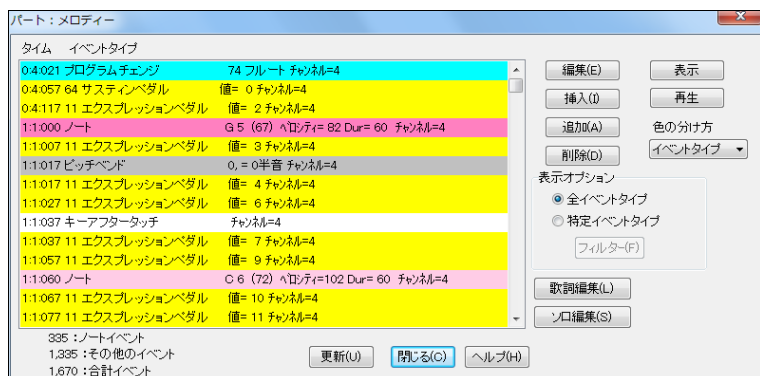 パート：メロディー
タイム　イベントタイプ
0:4:021 プログラムチェンジ 74 フルート チャンネル=4
0:4:057 64 サスティンペダル 値= 0 チャンネル=4
0:4:117 11 エクスプレッションペダル 値= 2 チャンネル=4
1:1:000 ノート G 5 (67) ベロシティ= 82 Dur= 60 チャンネル=4
1:1:007 11 エクスプレッションペダル 値= 3 チャンネル=4
1:1:017 ピッチベンド 0, = 0半音 チャンネル=4
1:1:017 11 エクスプレッションペダル 値= 4 チャンネル=4
1:1:027 11 エクスプレッションペダル 値= 6 チャンネル=4
1:1:037 キーアフタータッチ チャンネル=4
1:1:037 11 エクスプレッションペダル 値= 7 チャンネル=4
1:1:057 11 エクスプレッションペダル 値= 9 チャンネル=4
1:1:060 ノート C 6 (72) ベロシティ=102 Dur= 60 チャンネル=4
1:1:067 11 エクスプレッションペダル 値= 10 チャンネル=4
1:1:077 11 エクスプレッションペダル 値= 11 チャンネル=4
編集(E) 表示
挿入(I) 再生
追加(A) 色の分け方
削除(D) イベントタイプ
表示オプション
全イベントタイプ
特定イベントタイプ
フィルター(F)
歌詞編集(L)
ソロ編集(S)
335 :ノートイベント
1,335 :その他のイベント
1,670 :合計イベント
更新(U) 閉じる(C) ヘルプ(H)